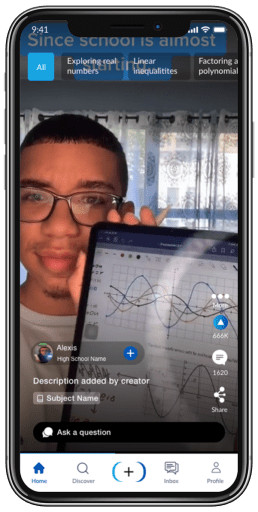 9:41
Since school is almost
starting
All
Exploring real
numbers
Linear
inequalitites
Factoring a
polynomial
666K
1620
Share
Alexis
High School Name
Description added by creator
Subject Name
Ask a question
Home
Discover
Inbox
Profile